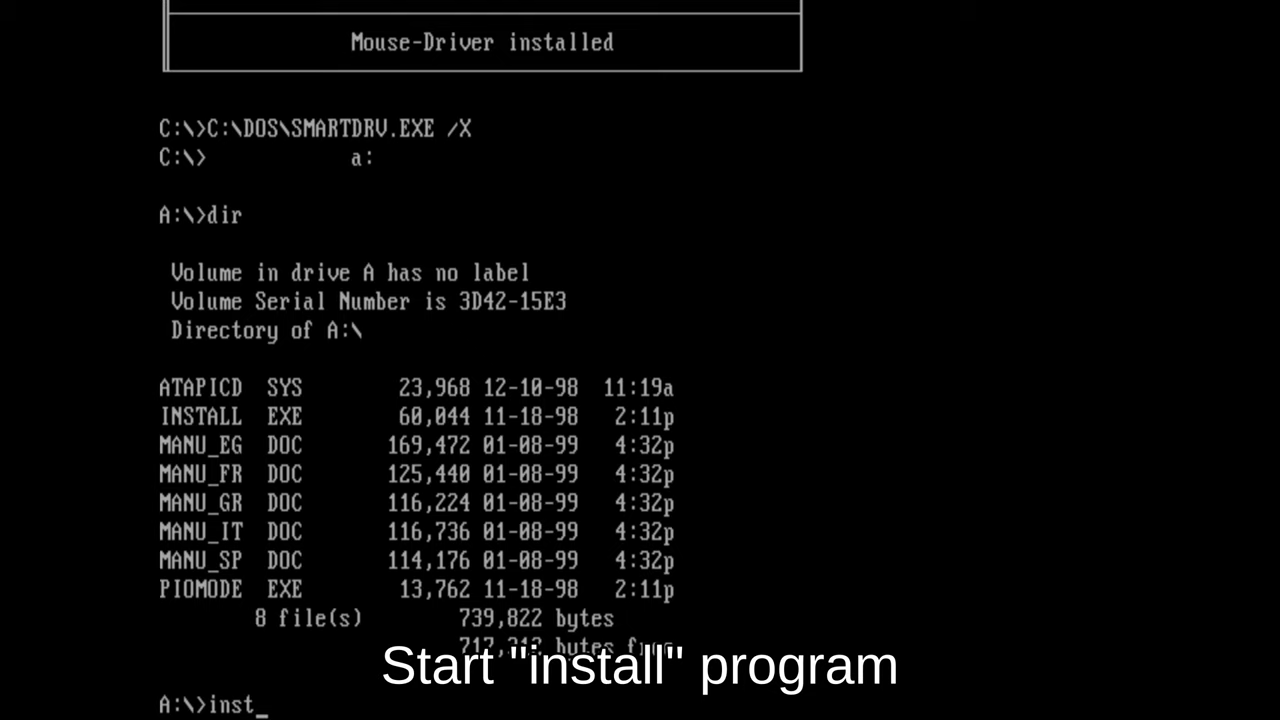 Mouse-Driver installed
C:\>C:\DOS\SMARTDRV.EXE /X
C:\> a:
A:\>dir
Volume in drive A has no label
Volume Serial Number is 3D42-15E3
Directory of A:\
ATAPICD SYS 23,968 12-10-98 11:19a
INSTALL EXE 60,044 11-18-98 2:11p
MANU_EG DOC 169,472 01-08-99 4:32p
MANU_FR DOC 125,440 01-08-99 4:32p
MANU_GR DOC 116,224 01-08-99 4:32p
MANU_IT DOC 116,736 01-08-99 4:32p
MANU_SP DOC 114,176 01-08-99 4:32p
PIOMODE EXE 13,762 11-18-98 2:11p
8 file(s) 739,822 bytes
bytes
Start "install" program
A:\>inst_